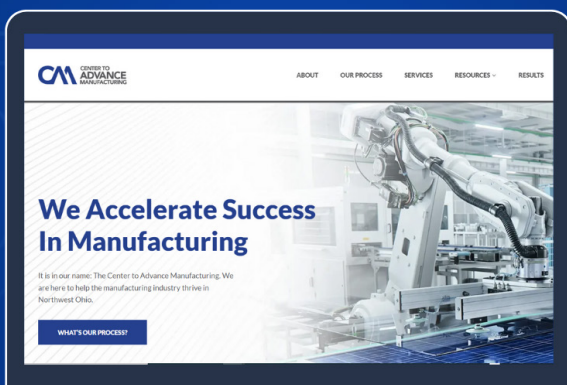 CENTER TO
ADVANCE
MANUFACTURING
ABOUT OUR PROCESS SERVICES RESOURCES RESULTS
We Accelerate Success
In Manufacturing
It is in our name: The Center to Advance Manufacturing. We
are here to help the manufacturing industry thrive in
Northwest Ohio.
WHAT'S OUR PROCESS?